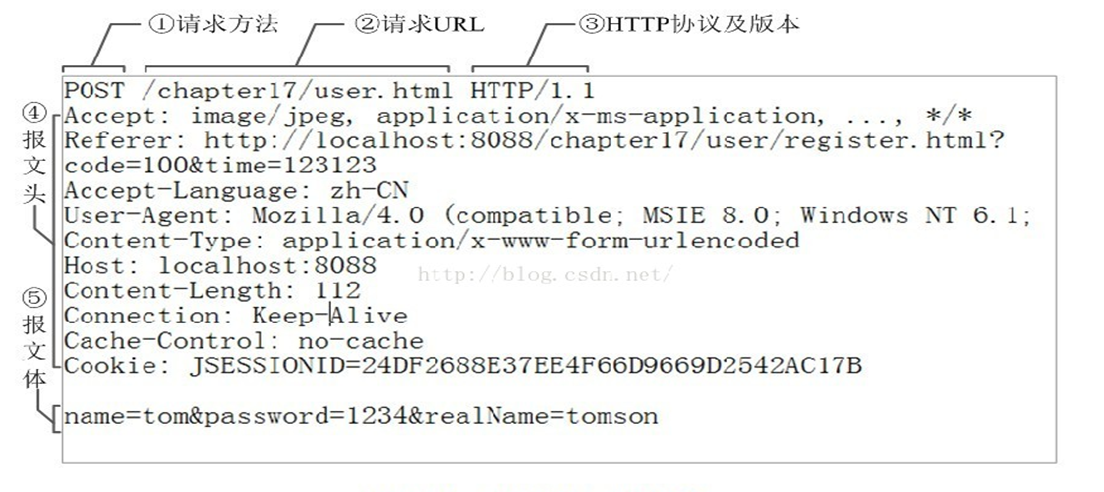 ①请求方法 ②请求URL ③HTTP协议及版本
POST /chapter17/user.html HTTP/1.1
④报文头
Accept: image/jpeg, application/x-ms-application, ..., */*
Referer: http://localhost:8088/chapter17/user/register.html?
code=100&time=123123
Accept-Language: zh-CN
User-Agent: Mozilla/4.0 (compatible; MSIE 8.0; Windows NT 6.1;
Content-Type: application/x-www-form-urlencoded
Host: localhost:8088
http://blog.csdn.net/
Content-Length: 112
Connection: Keep-Alive
Cache-Control: no-cache
Cookie: JSESSIONID=24DF2688E37EE4F66D9669D2542AC17B
⑤报文体
name=tom&password=1234&realName=tomson